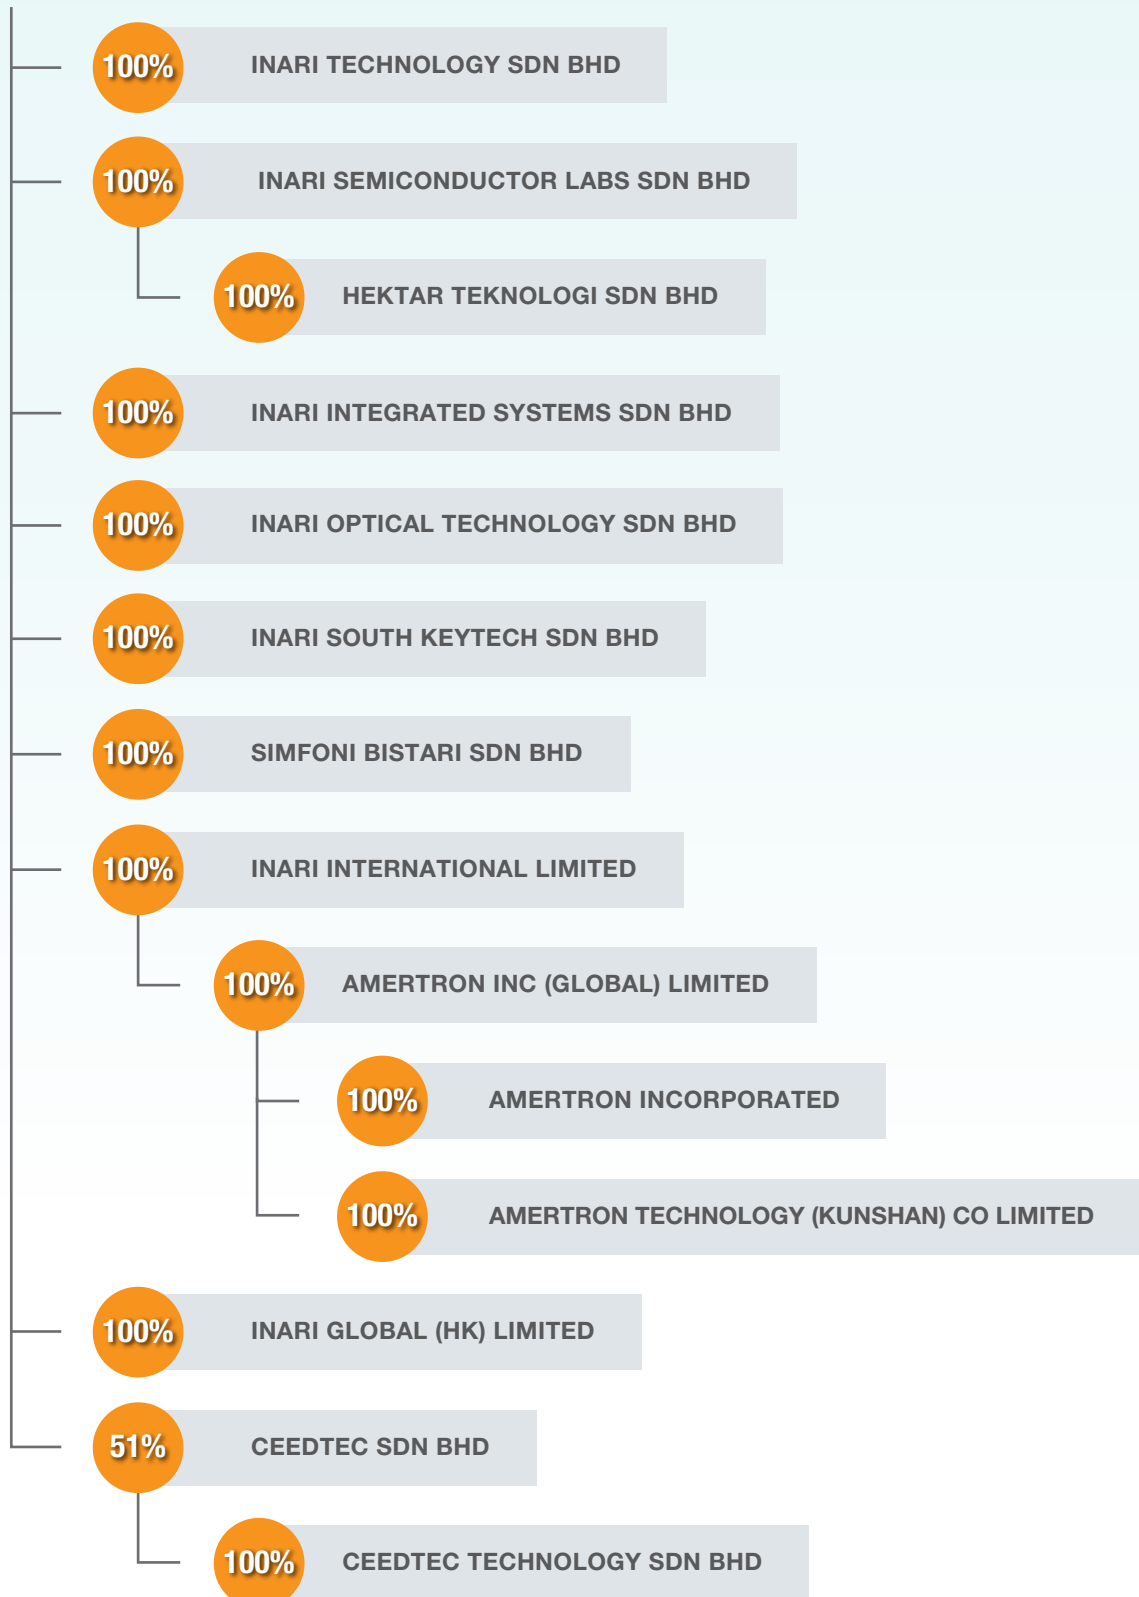 100% INARI TECHNOLOGY SDN BHD
100% INARI SEMICONDUCTOR LABS SDN BHD
100% HEKTAR TEKNOLOGI SDN BHD
100% INARI INTEGRATED SYSTEMS SDN BHD
100% INARI OPTICAL TECHNOLOGY SDN BHD
100% INARI SOUTH KEYTECH SDN BHD
100% SIMFONI BISTARI SDN BHD
100% INARI INTERNATIONAL LIMITED
100% AMERTRON INC (GLOBAL) LIMITED
100% AMERTRON INCORPORATED
100% AMERTRON TECHNOLOGY (KUNSHAN) CO LIMITED
100% INARI GLOBAL (HK) LIMITED
51% CEEDTEC SDN BHD
100% CEEDTEC TECHNOLOGY SDN BHD